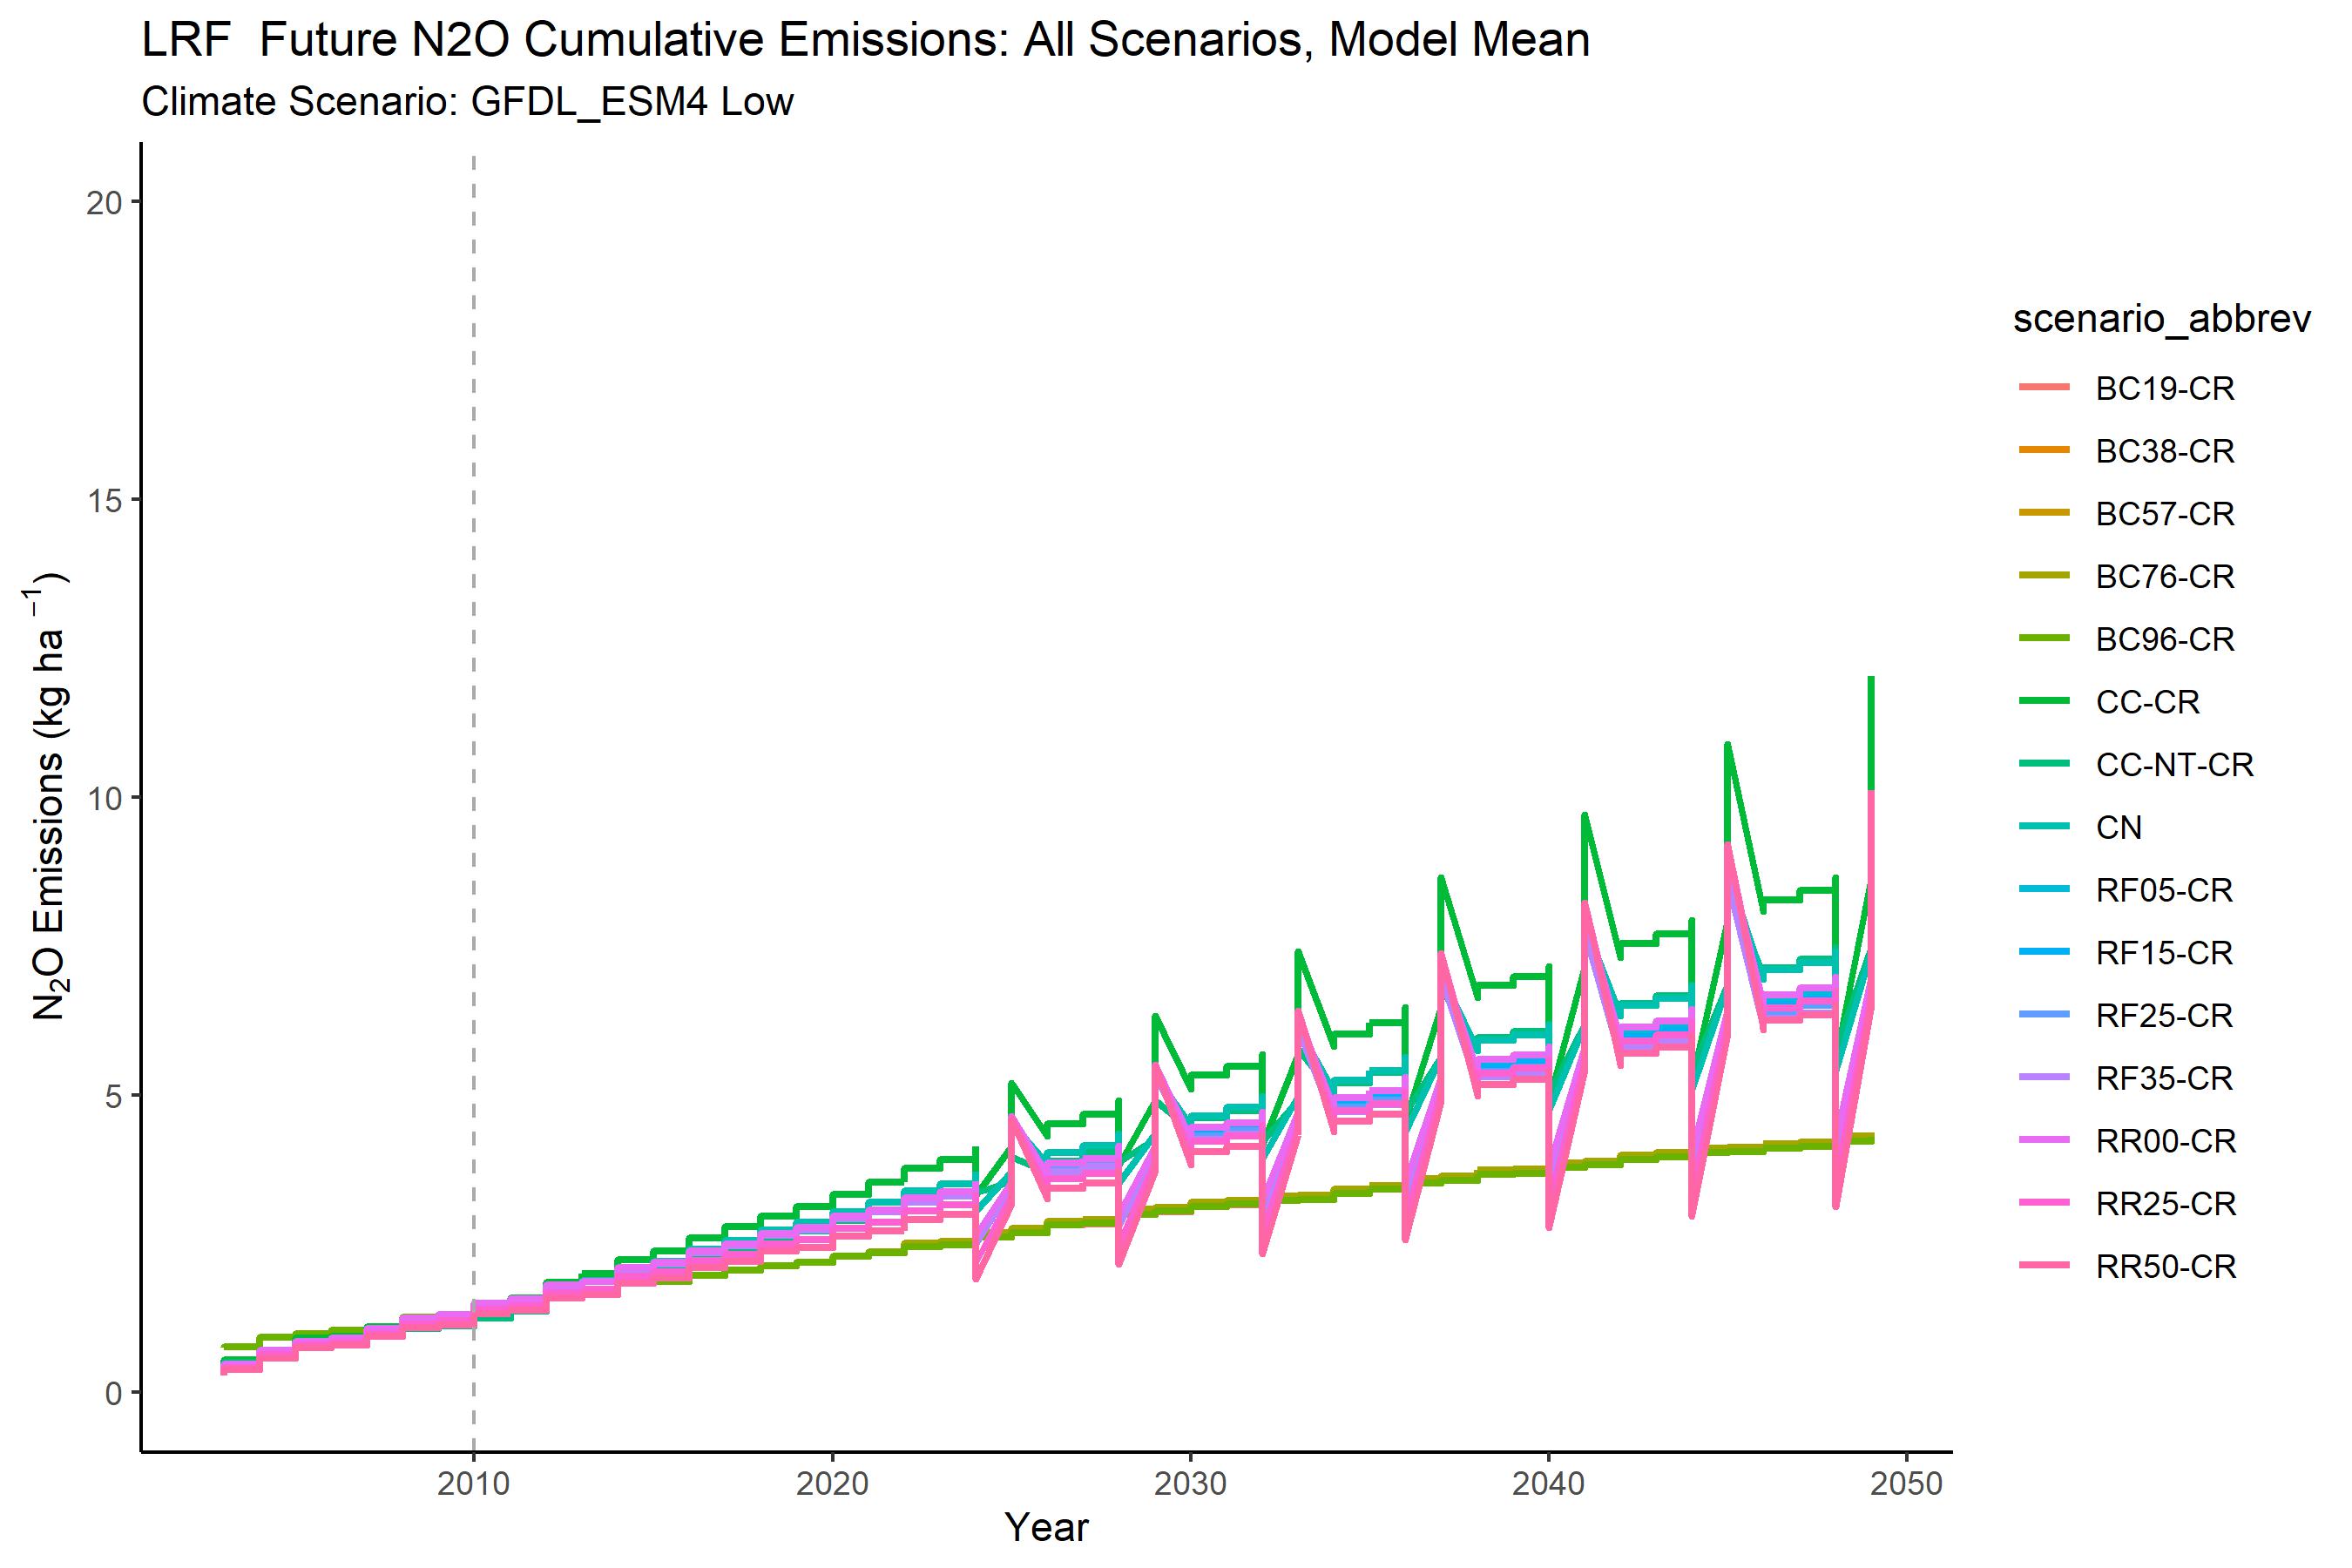 LRF  Future N2O Cumulative Emissions: All Scenarios, Model Mean
Climate Scenario: GFDL_ESM4 Low
N₂O Emissions (kg ha ⁻¹)
20
15
10
5
0
2010
2020
2030
2040
2050
Year
scenario_abbrev
BC19-CR
BC38-CR
BC57-CR
BC76-CR
BC96-CR
CC-CR
CC-NT-CR
CN
RF05-CR
RF15-CR
RF25-CR
RF35-CR
RR00-CR
RR25-CR
RR50-CR